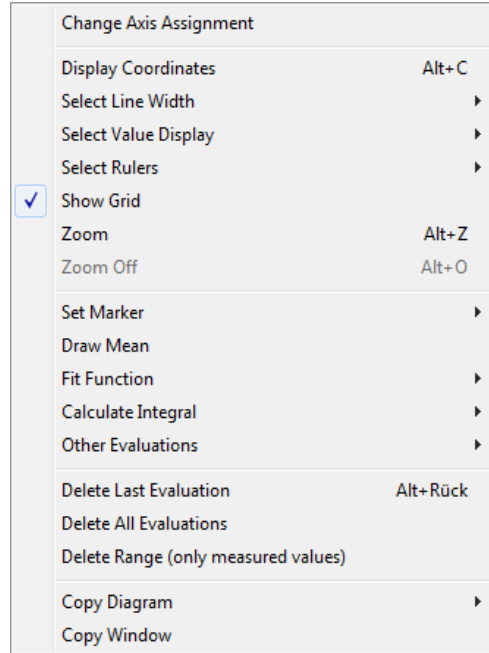 Change Axis Assignment
Display Coordinates Alt+C
Select Line Width
Select Value Display
Select Rulers
Show Grid
Zoom Alt+Z
Zoom Off Alt+O
Set Marker
Draw Mean
Fit Function
Calculate Integral
Other Evaluations
Delete Last Evaluation Alt+Rück
Delete All Evaluations
Delete Range (only measured values)
Copy Diagram
Copy Window